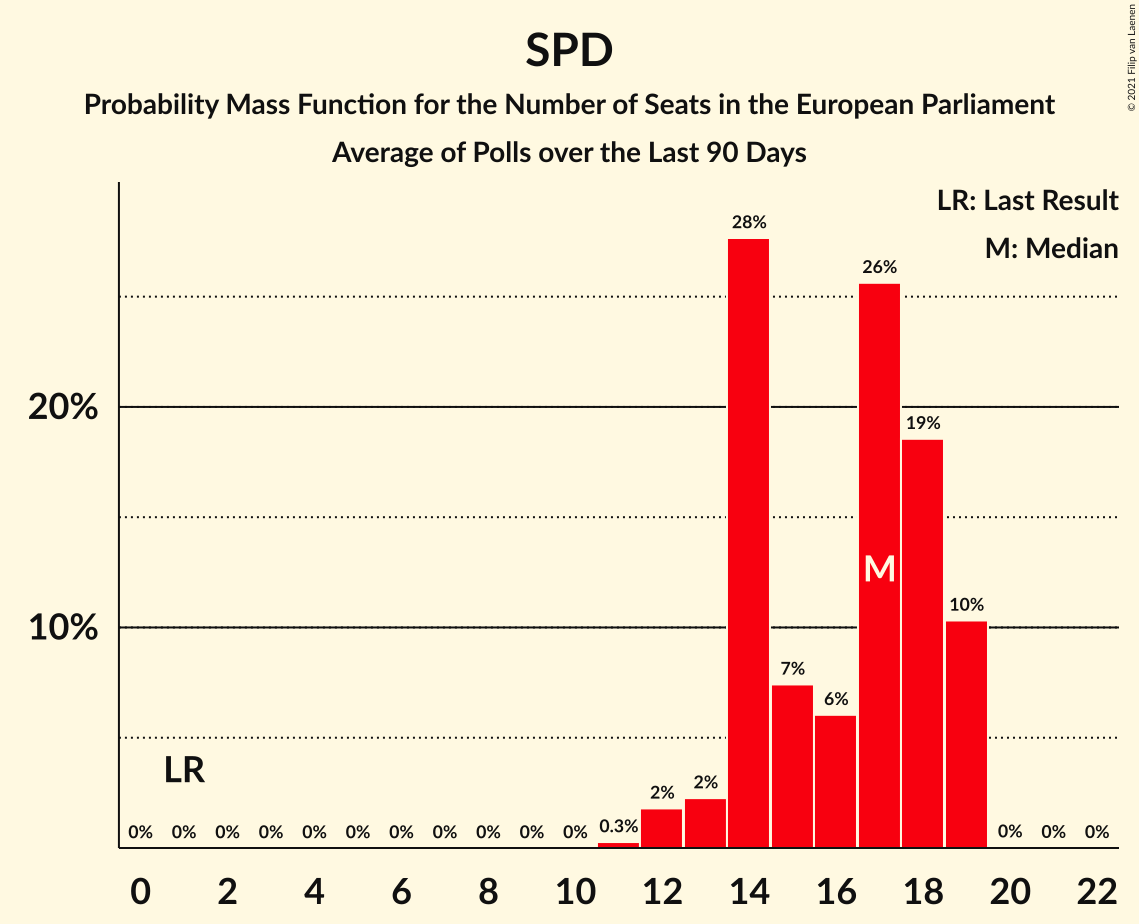 SPD
Probability Mass Function for the Number of Seats in the European Parliament
Average of Polls over the Last 90 Days
© 2021 Filip van Laenen
LR: Last Result
M: Median
28%
26%
20%
19%
M
10%
10%
7%
6%
LR
2%
2%
0% 0% 0% 0% 0% 0% 0% 0% 0% 0% 0% 0.3% 0% 0% 0%
0 2 4 6 8 10 12 14 16 18 20 22